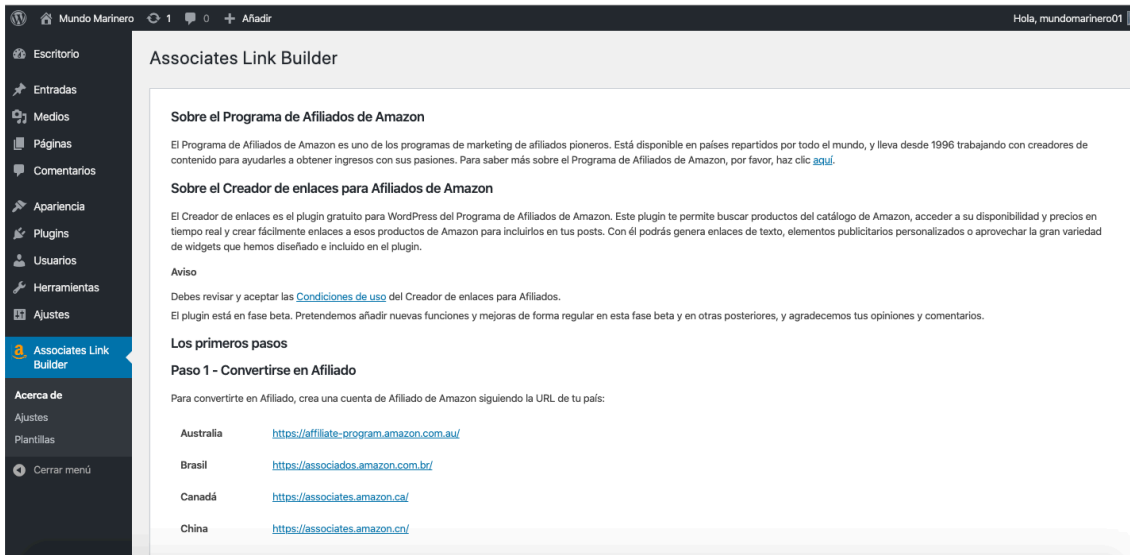 Mundo Marinero 1 0 + Añadir Hola, mundomarinero01
Escritorio
Entradas
Medios
Páginas
Comentarios
Apariencia
Plugins
Usuarios
Herramientas
Ajustes
Associates Link
Builder
Acerca de
Ajustes
Plantillas
Cerrar menú
Associates Link Builder
Sobre el Programa de Afiliados de Amazon
El Programa de Afiliados de Amazon es uno de los programas de marketing de afiliados pioneros. Está disponible en países repartidos por todo el mundo, y lleva desde 1996 trabajando con creadores de
contenido para ayudarles a obtener ingresos con sus pasiones. Para saber más sobre el Programa de Afiliados de Amazon, por favor, haz clic aquí.
Sobre el Creador de enlaces para Afiliados de Amazon
El Creador de enlaces es el plugin gratuito para WordPress del Programa de Afiliados de Amazon. Este plugin te permite buscar productos del catálogo de Amazon, acceder a su disponibilidad y precios en
tiempo real y crear fácilmente enlaces a esos productos de Amazon para incluirlos en tus posts. Con él podrás genera enlaces de texto, elementos publicitarios personalizados o aprovechar la gran variedad
de widgets que hemos diseñado e incluido en el plugin.
Aviso
Debes revisar y aceptar las Condiciones de uso del Creador de enlaces para Afiliados.
El plugin está en fase beta. Pretendemos añadir nuevas funciones y mejoras de forma regular en esta fase beta y en otras posteriores, y agradecemos tus opiniones y comentarios.
Los primeros pasos
Paso 1 - Convertirse en Afiliado
Para convertirte en Afiliado, crea una cuenta de Afiliado de Amazon siguiendo la URL de tu país:
Australia https://affiliate-program.amazon.com.au/
Brasil https://associados.amazon.com.br/
Canadá https://associates.amazon.ca/
China https://associates.amazon.cn/